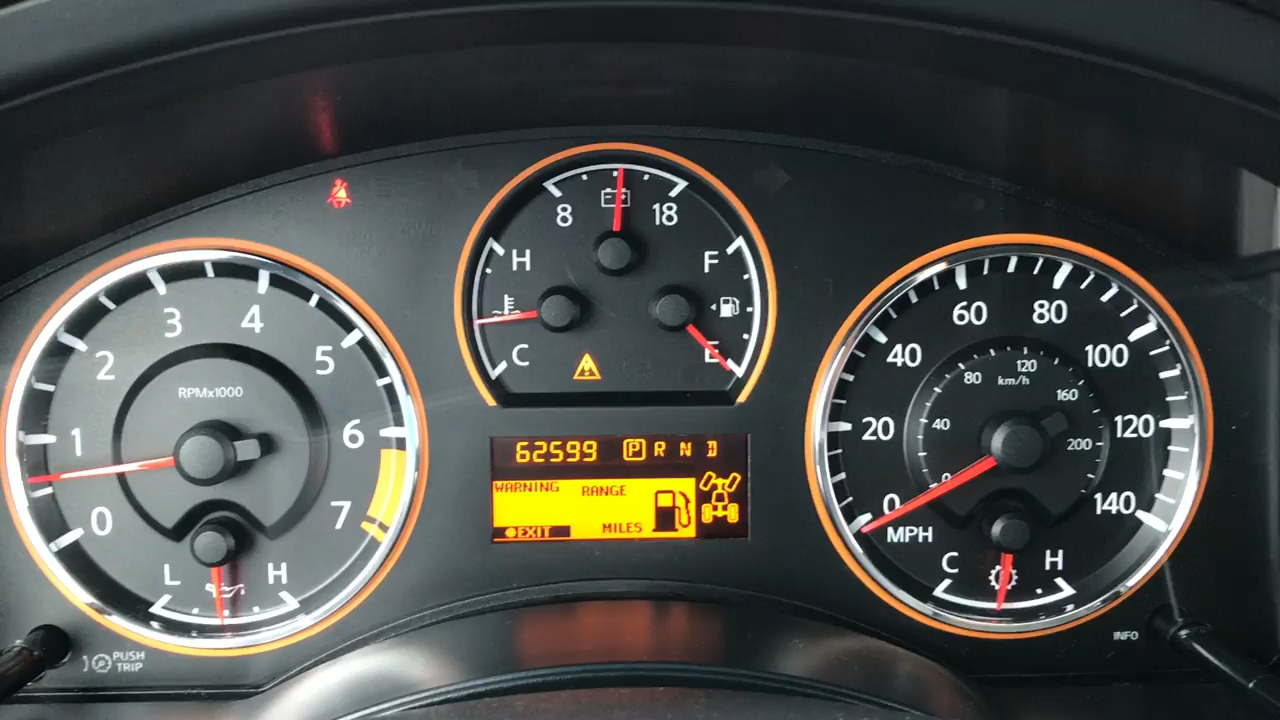 8 18
H
C
F
E
0 1 2 3 4 5 6 7
RPMx1000
L H
0 20 40 60 80 100 120 140
MPH
0 40 80 120 160 200
km/h
C H
62599 P R N D
WARNING RANGE
EXIT MILES
PUSH
TRIP
INFO